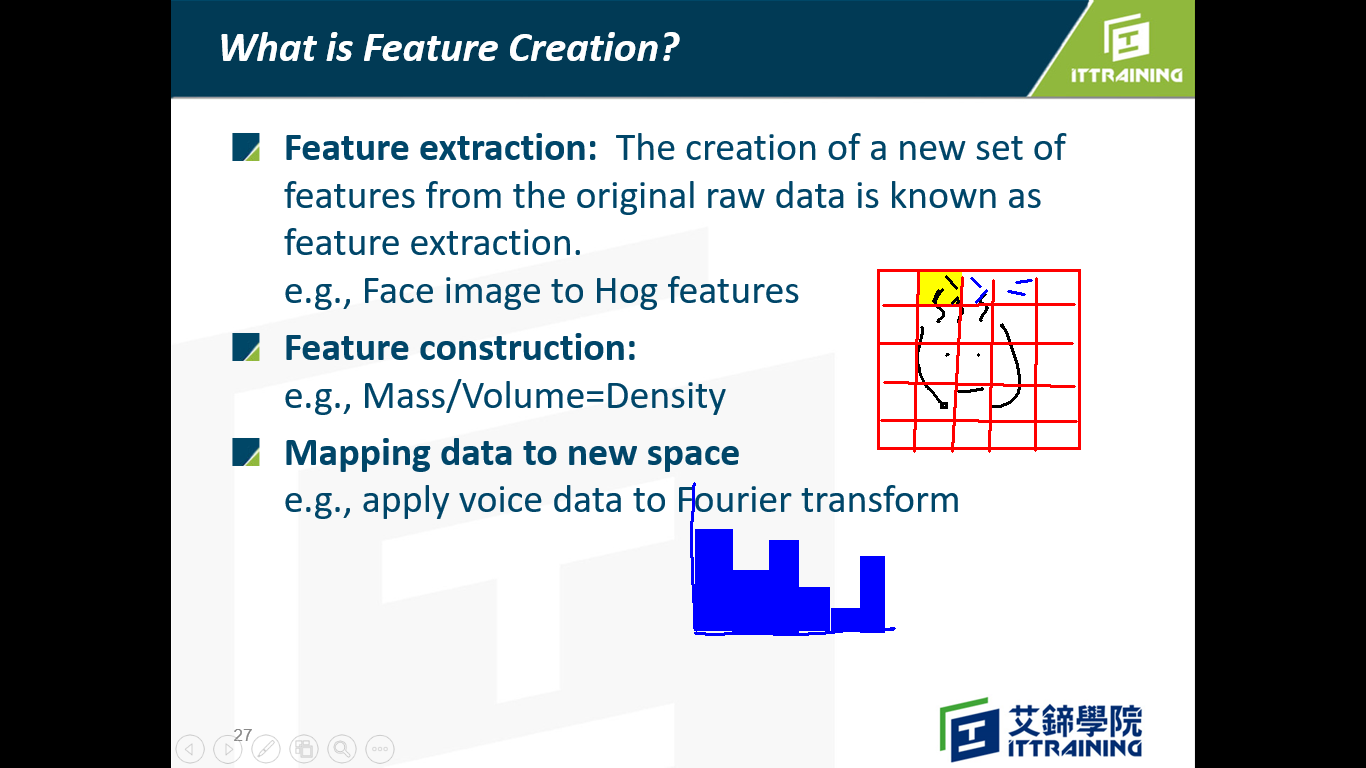 What is Feature Creation?
iTTRAINING
Feature extraction: The creation of a new set of
features from the original raw data is known as
feature extraction.
e.g., Face image to Hog features
Feature construction:
e.g., Mass/Volume=Density
Mapping data to new space
e.g., apply voice data to Fourier transform
27
艾鍗學院
iTTRAINING